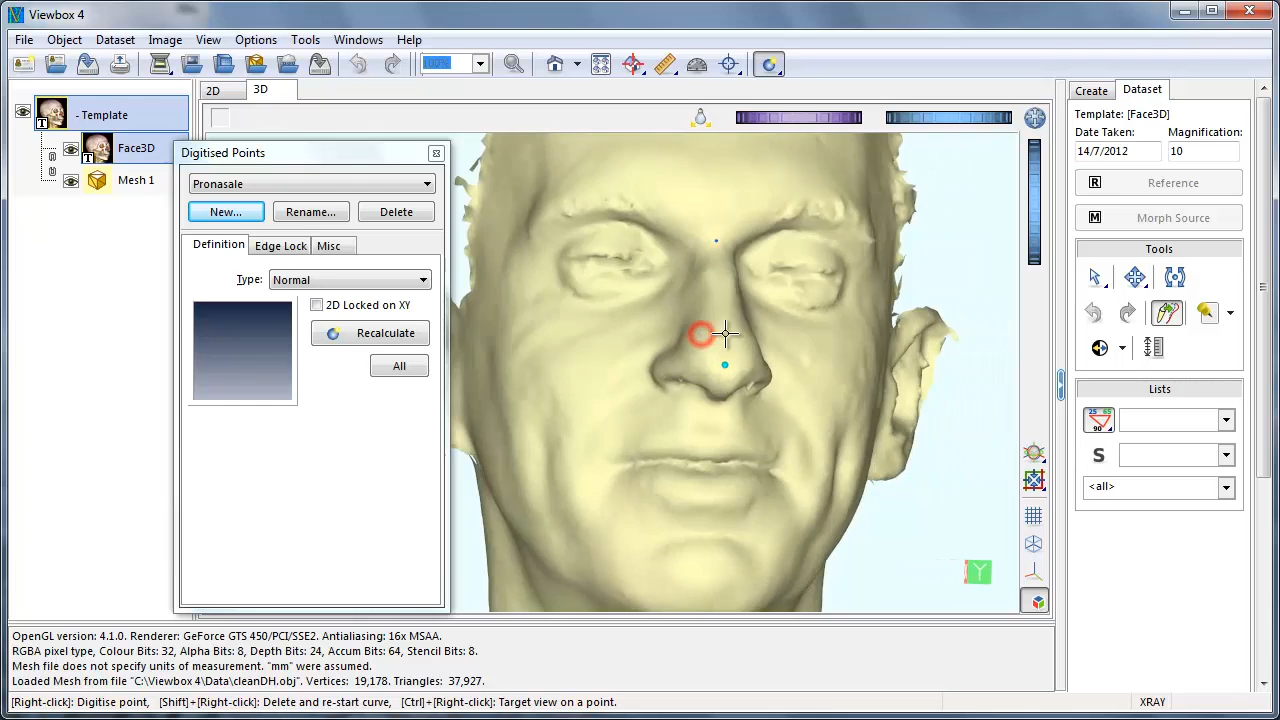 Viewbox 4
File Object Dataset Image View Options Tools Windows Help
100%
2D 3D
Create Dataset
- Template
Face3D
Mesh 1
Digitised Points
Pronasale
New... Rename... Delete
Definition Edge Lock Misc
Type: Normal
2D Locked on XY
Recalculate
All
Template: [Face3D]
Date Taken: Magnification:
14/7/2012 10
R Reference
M Morph Source
Tools
Lists
25 65
90
S
<all>
Y
OpenGL version: 4.1.0. Renderer: GeForce GTS 450/PCI/SSE2. Antialiasing: 16x MSAA.
RGBA pixel type, Colour Bits: 32, Alpha Bits: 8, Depth Bits: 24, Accum Bits: 64, Stencil Bits: 8.
Mesh file does not specify units of measurement. "mm" were assumed.
Loaded Mesh from file "C:\Viewbox 4\Data\cleanDH.obj". Vertices: 19,178. Triangles: 37,927.
[Right-click]: Digitise point, [Shift]+[Right-click]: Delete and re-start curve, [Ctrl]+[Right-click]: Target view on a point.
XRAY